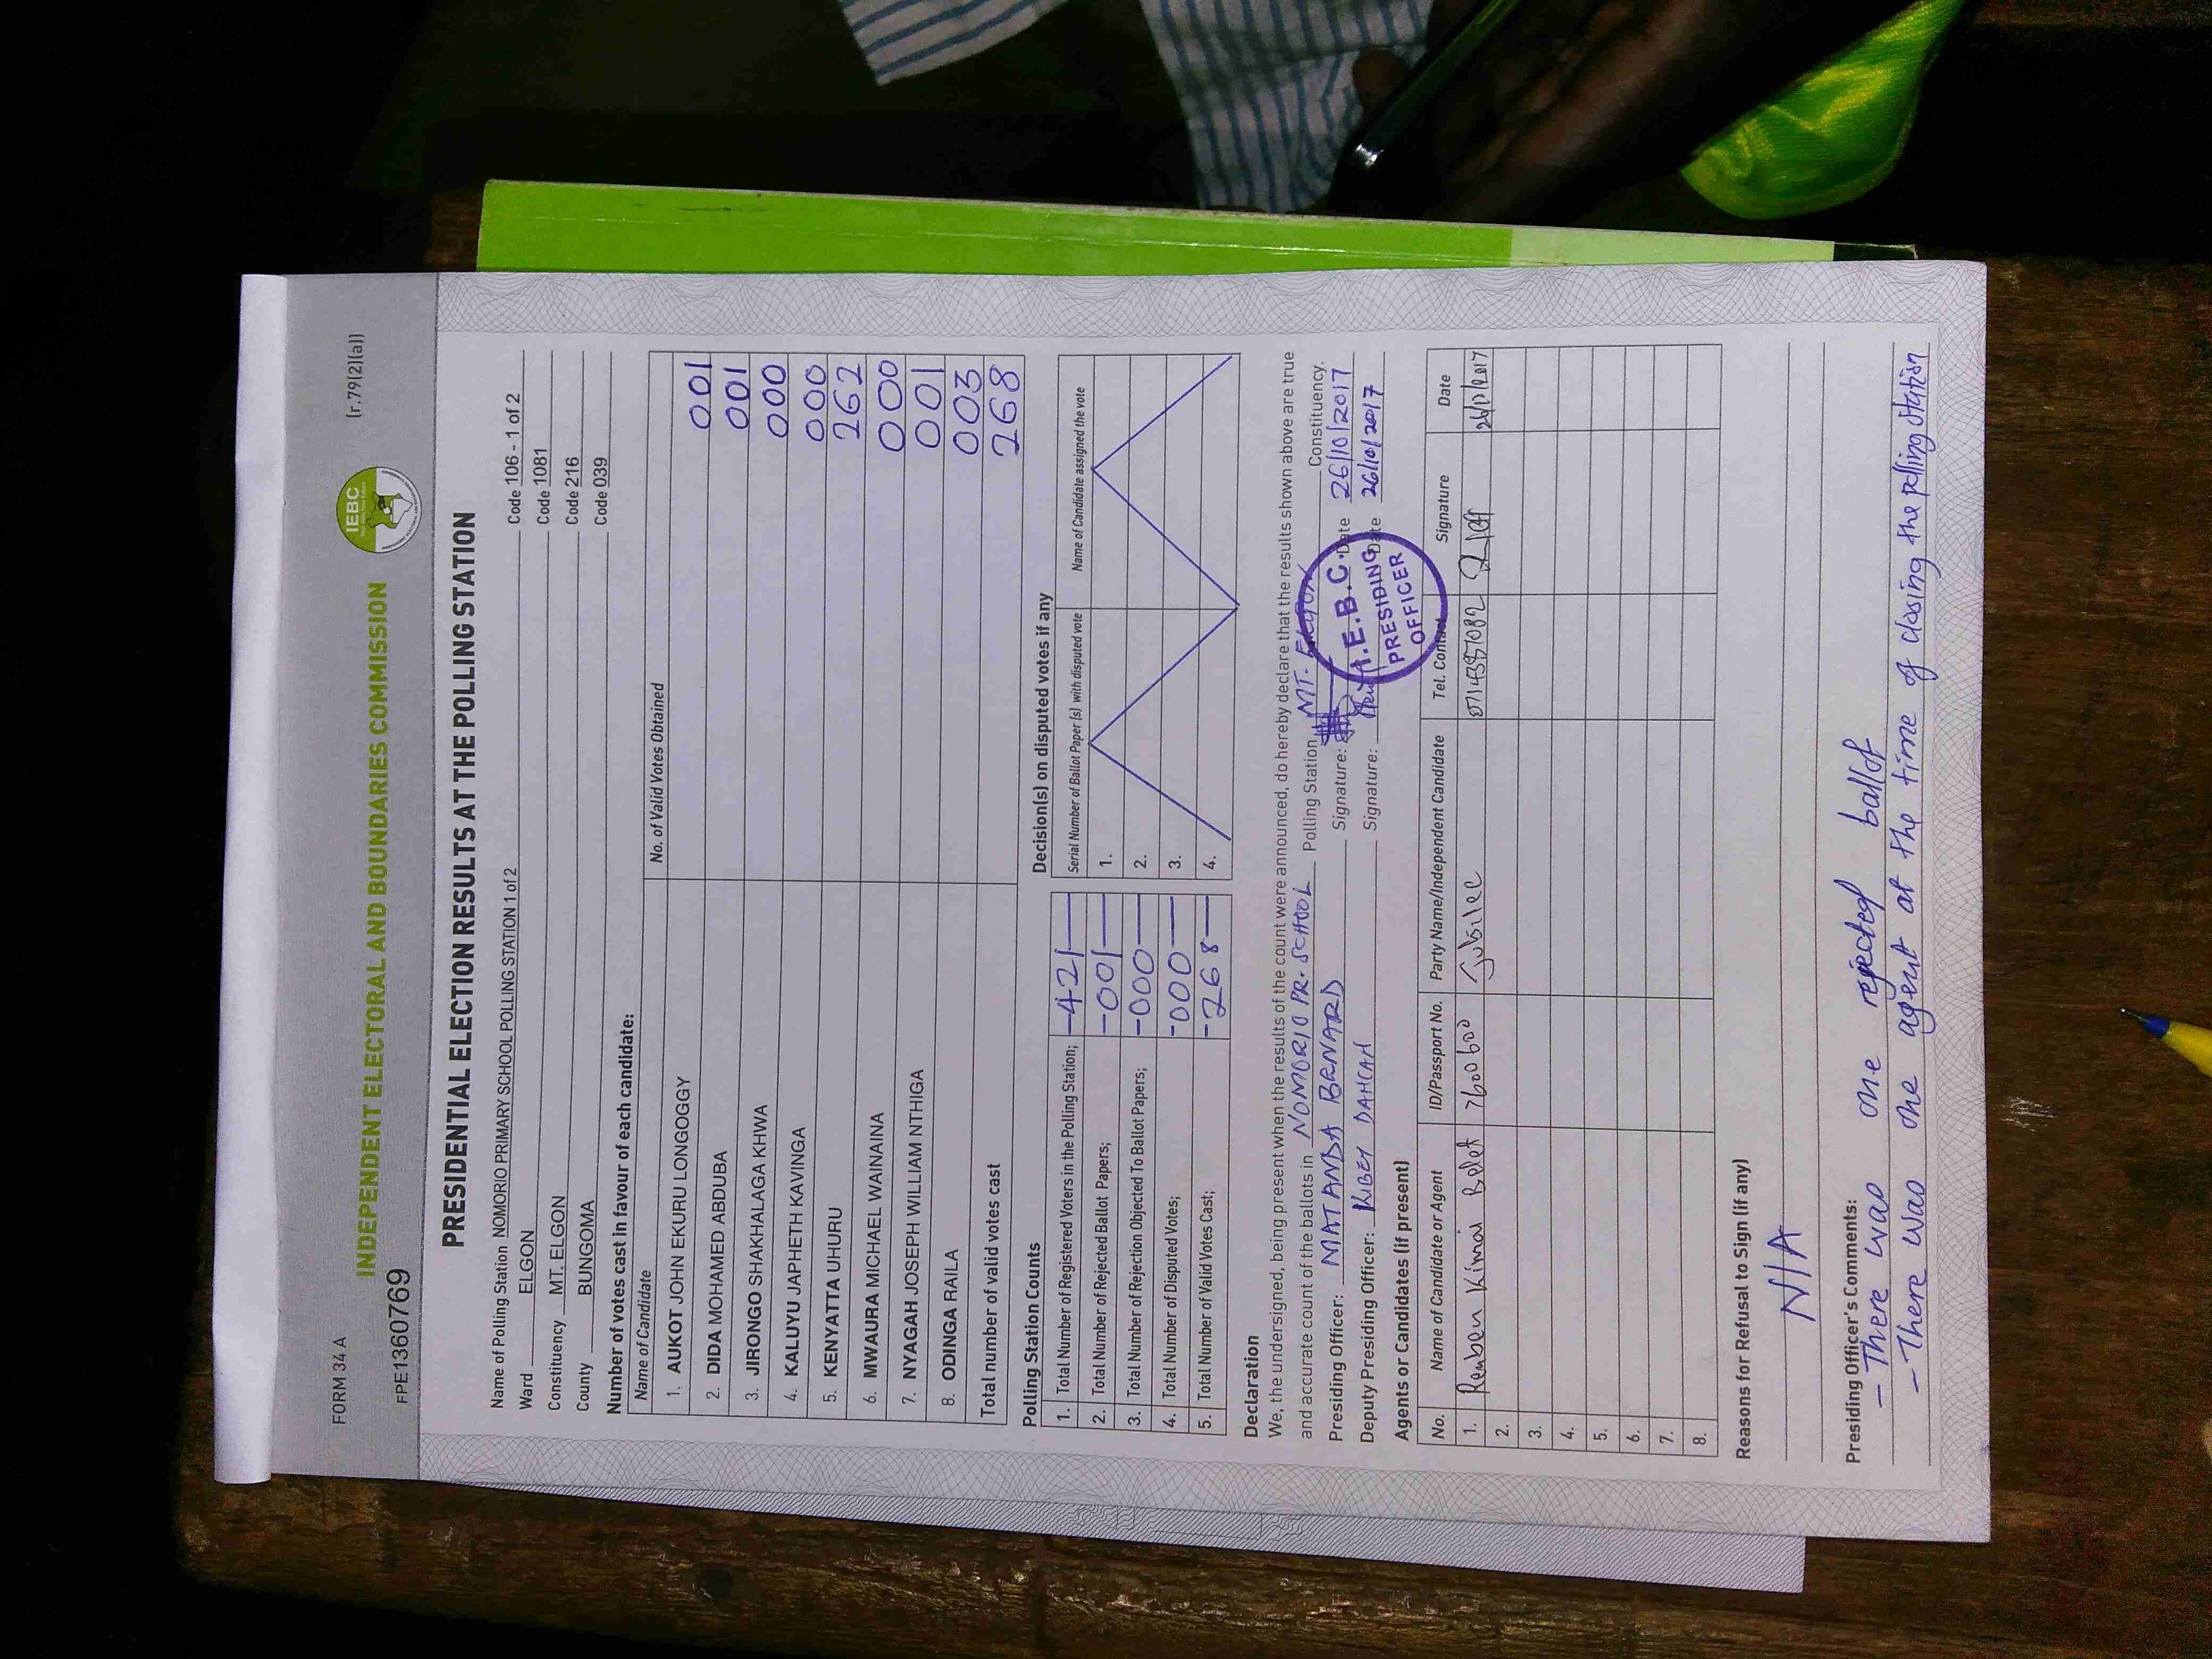 FORM 34 A
(r.79(2)(a))
IEBC
INDEPENDENT ELECTORAL AND BOUNDARIES COMMISSION
FPE1360769
PRESIDENTIAL ELECTION RESULTS AT THE POLLING STATION
Name of Polling Station NOMORIO PRIMARY SCHOOL POLLING STATION 1 of 2 Code 106 - 1 of 2
Ward ELGON Code 1081
Constituency MT. ELGON Code 216
County BUNGOMA Code 039
Number of votes cast in favour of each candidate:
Name of Candidate No. of Valid Votes Obtained
1. AUKOT JOHN EKURU LONGOGGY 001
2. DIDA MOHAMED ABDUBA 001
3. JIRONGO SHAKHALAGA KHWA 000
4. KALUYU JAPHETH KAVINGA 000
5. KENYATTA UHURU 262
6. MWAURA MICHAEL WAINAINA 000
7. NYAGAH JOSEPH WILLIAM NTHIGA 001
8. ODINGA RAILA 003
Total number of valid votes cast 268
Polling Station Counts
1. Total Number of Registered Voters in the Polling Station; -421-
2. Total Number of Rejected Ballot Papers; -001-
3. Total Number of Rejection Objected To Ballot Papers; -000-
4. Total Number of Disputed Votes; -000-
5. Total Number of Valid Votes Cast; -268-
Decision(s) on disputed votes if any
Serial Number of Ballot Paper (s) with disputed vote Name of Candidate assigned the vote
1.
2.
3.
4.
Declaration
We, the undersigned, being present when the results of the count were announced, do hereby declare that the results shown above are true
and accurate count of the ballots in NOMORIO PR. SCHOOL Polling Station MT. ELGON Constituency.
Presiding Officer: MATANDA BENARD Signature: Date 26/10/2017
Deputy Presiding Officer: KIBEY DANCAN Signature: Date 26/10/2017
I.E.B.C.
PRESIDING
OFFICER
Agents or Candidates (if present)
No. Name of Candidate or Agent ID/Passport No. Party Name/Independent Candidate Tel. Contact Signature Date
1. Reuben Kinnai 7600600 Jubilee 26/10/2017
2.
3.
4.
5.
6.
7.
8.
Reasons for Refusal to Sign (if any)
N/A
Presiding Officer's Comments:
- There was one rejected ballot
- There was one agent at the time of closing the polling station